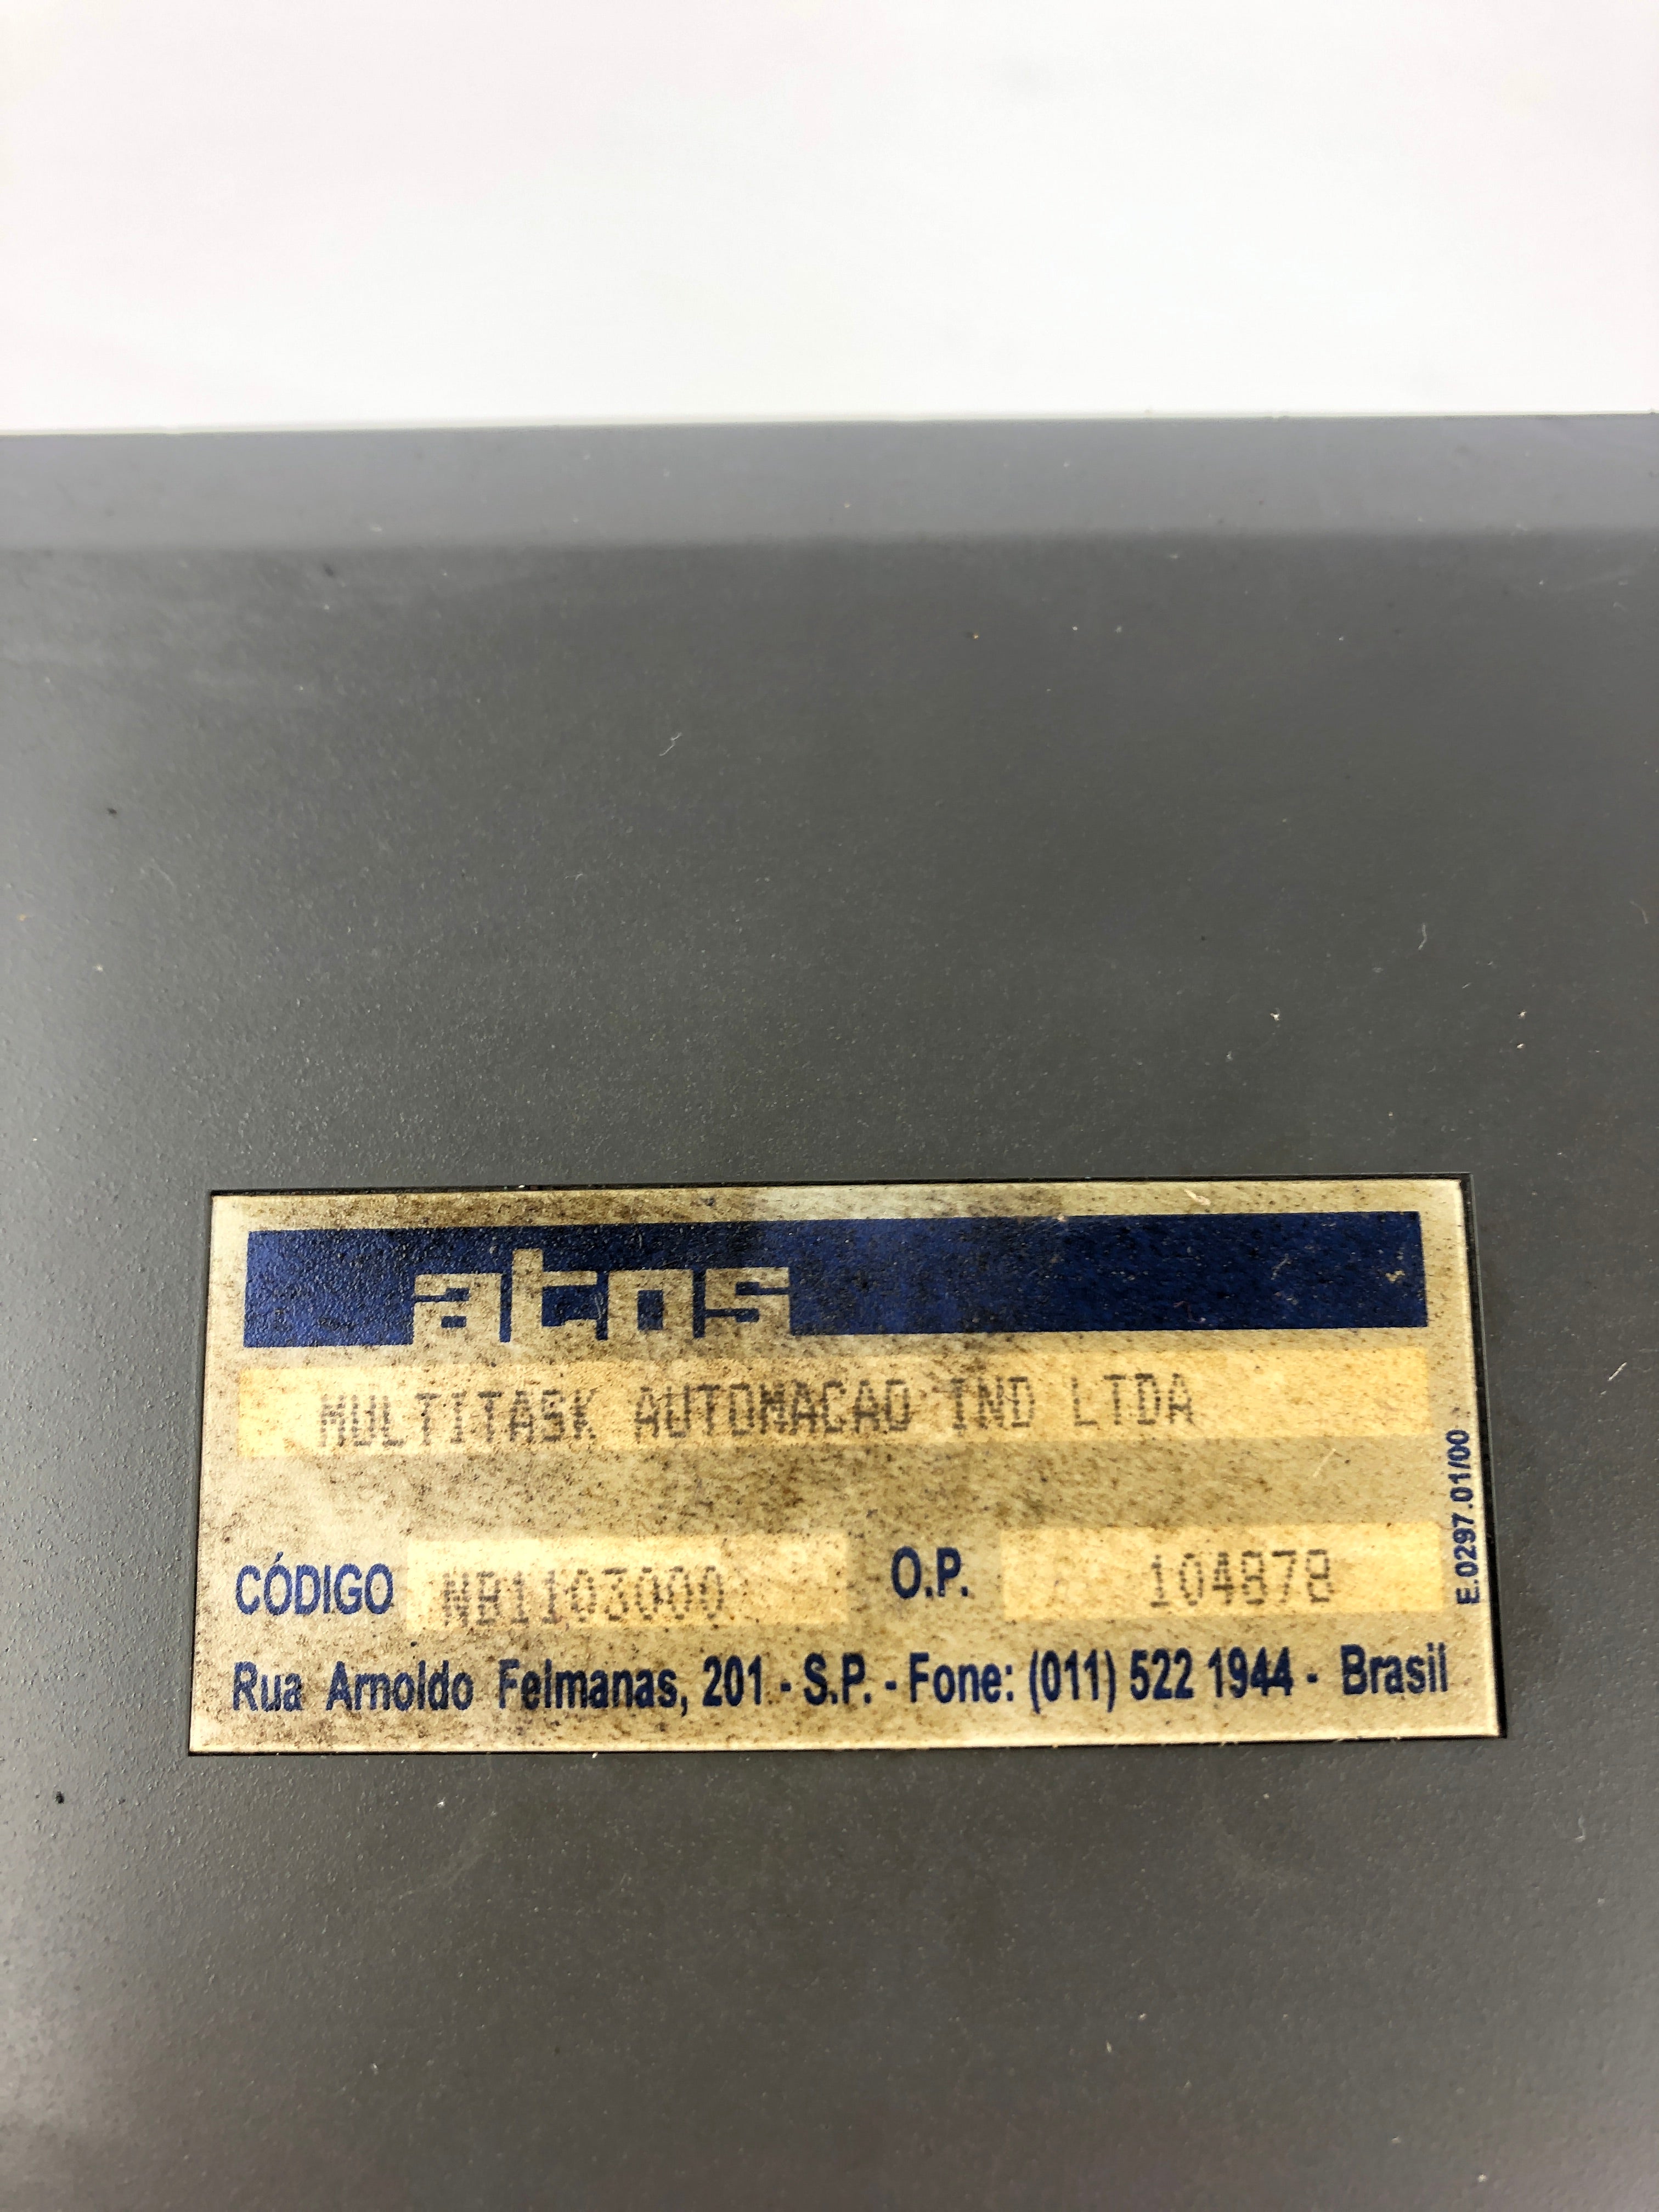 atos
MULTITASK AUTOMACAO IND LTDA
CÓDIGO NB1103000 O.P. 104878
Rua Arnoldo Felmanas, 201 - S.P. - Fone: (011) 522 1944 - Brasil
E.0297.01/00